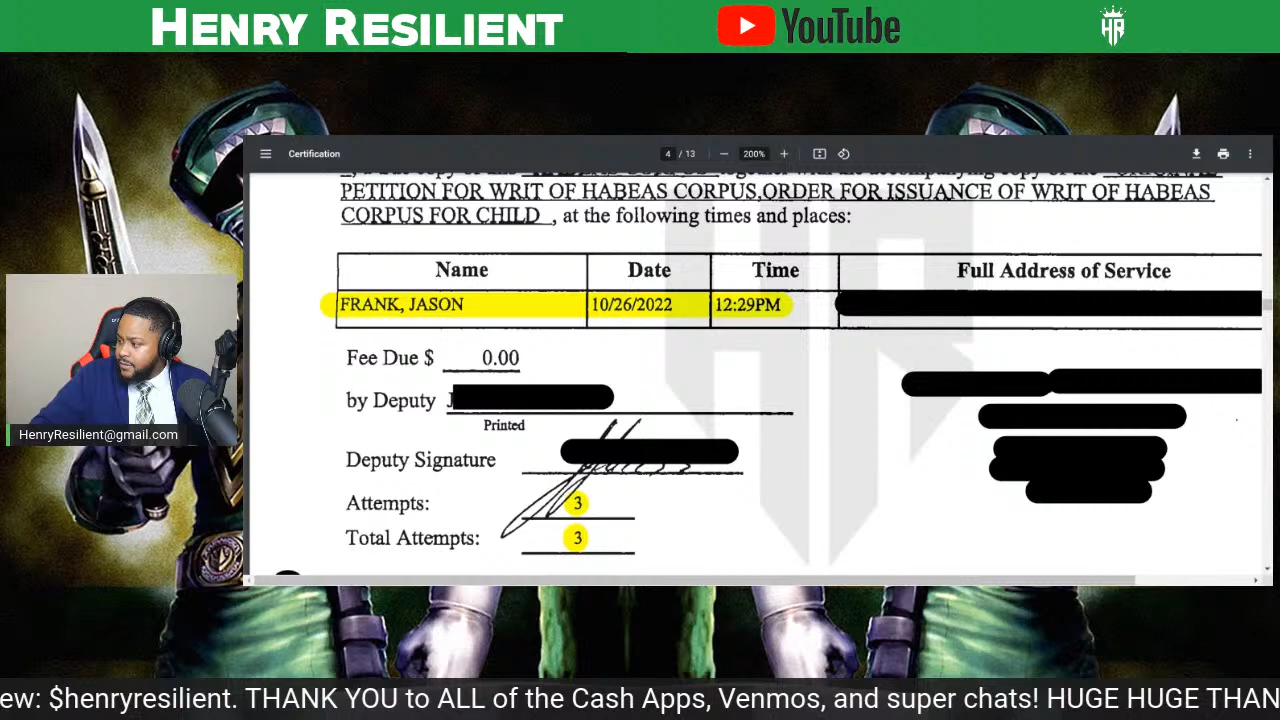 HENRY RESILIENT
YouTube
HR
Certification
4 / 13
200%
PETITION FOR WRIT OF HABEAS CORPUS,ORDER FOR ISSUANCE OF WRIT OF HABEAS
CORPUS FOR CHILD , at the following times and places:
Name Date Time Full Address of Service
FRANK, JASON 10/26/2022 12:29PM
Fee Due $ 0.00
by Deputy J
Printed
Deputy Signature
Attempts: 3
Total Attempts: 3
HenryResilient@gmail.com
ew: $henryresilient. THANK YOU to ALL of the Cash Apps, Venmos, and super chats! HUGE HUGE THAN